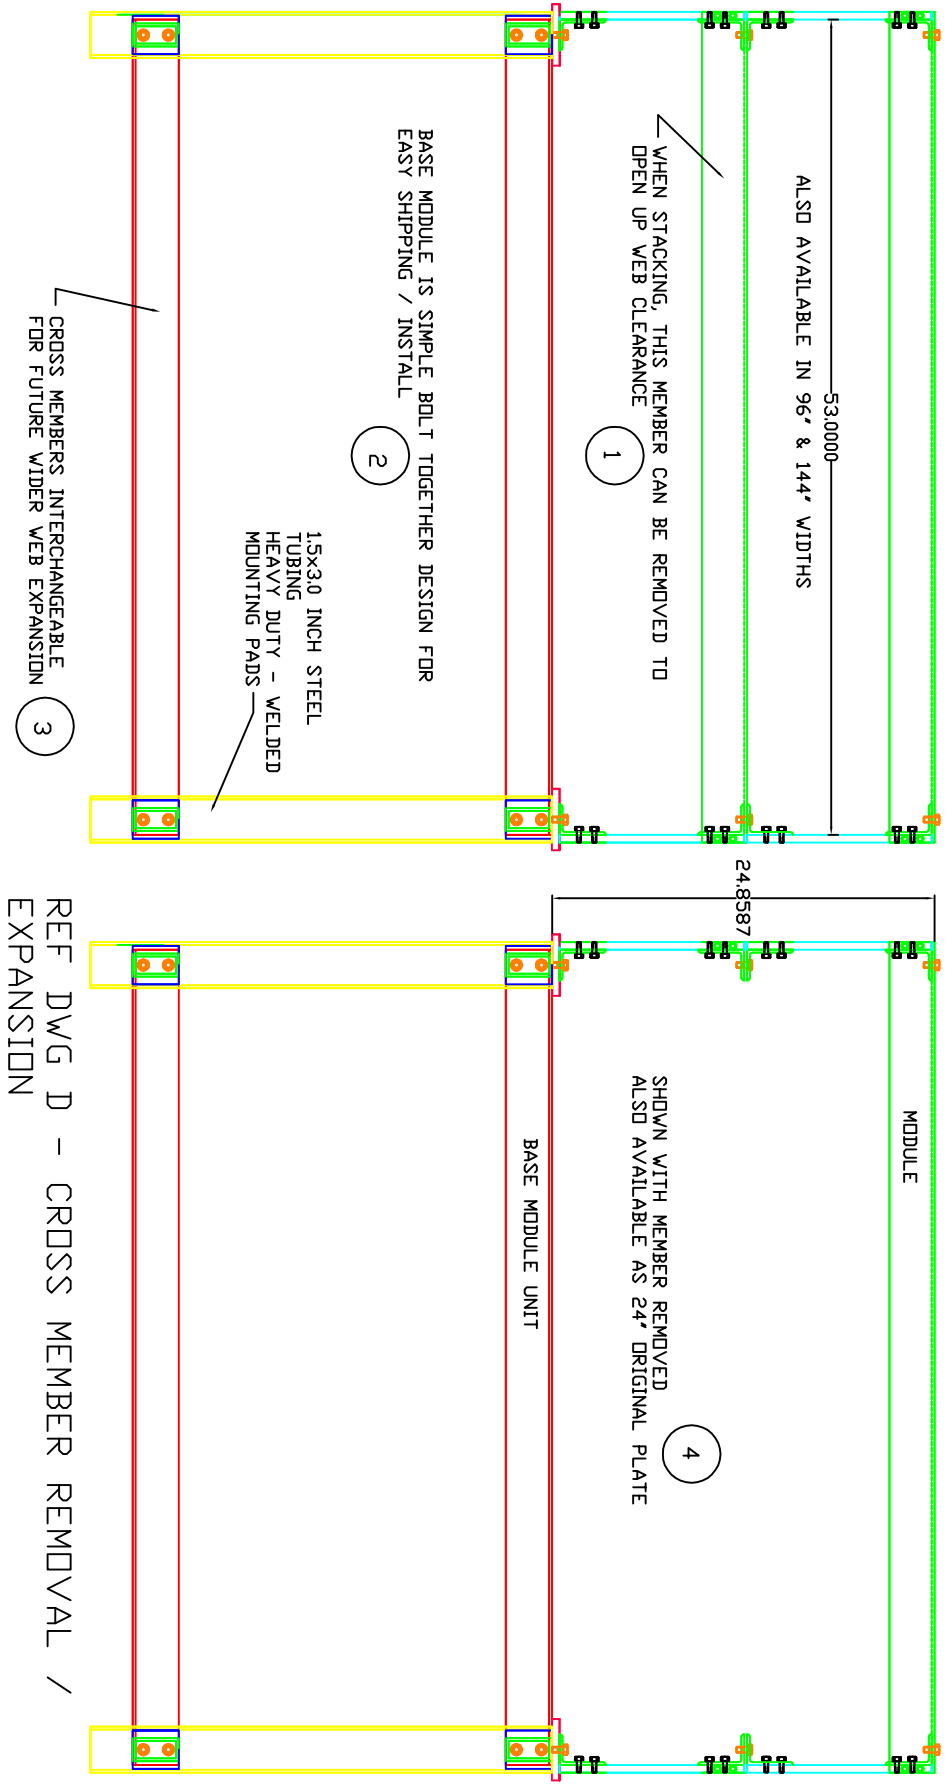 ALSO AVAILABLE IN 96" & 144" WIDTHS
53.0000
WHEN STACKING, THIS MEMBER CAN BE REMOVED TO
OPEN UP WEB CLEARANCE
1
BASE MODULE IS SIMPLE BOLT TOGETHER DESIGN FOR
EASY SHIPPING / INSTALL
2
1.5x3.0 INCH STEEL
TUBING
HEAVY DUTY - WELDED
MOUNTING PADS
CROSS MEMBERS INTERCHANGEABLE
FOR FUTURE WIDER WEB EXPANSION
3
24.8587
MODULE
SHOWN WITH MEMBER REMOVED
ALSO AVAILABLE AS 24" ORIGINAL PLATE
4
BASE MODULE UNIT
REF DWG D - CROSS MEMBER REMOVAL /
EXPANSION